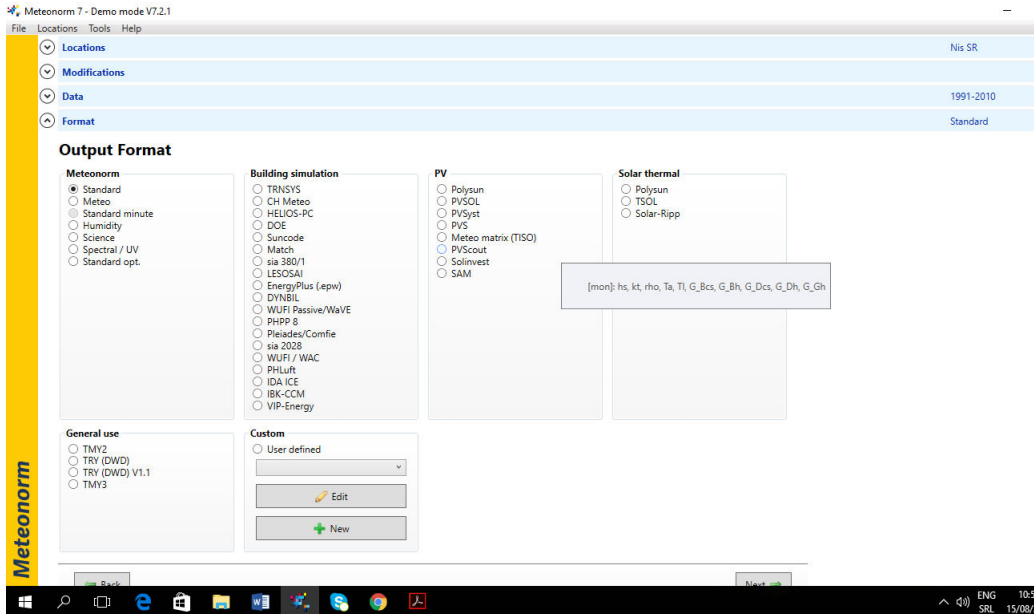 Meteonorm 7 - Demo mode V7.2.1
File Locations Tools Help
Locations Nis SR
Modifications
Data 1991-2010
Format Standard
Output Format
Meteonorm
Standard
Meteo
Standard minute
Humidity
Science
Spectral / UV
Standard opt.
Building simulation
TRNSYS
CH Meteo
HELIOS-PC
DOE
Suncode
Match
sia 380/1
LESOSAI
EnergyPlus (.epw)
DYNBIL
WUFI Passive/WaVE
PHPP 8
Pleiades/Comfie
sia 2028
WUFI / WAC
PHLuft
IDA ICE
IBK-CCM
VIP-Energy
PV
Polysun
PVSOL
PVSyst
PVS
Meteo matrix (TISO)
PVScout
Solinvest
SAM
Solar thermal
Polysun
TSOL
Solar-Ripp
[mon]: hs, kt, rho, Ta, Tl, G_Bcs, G_Bh, G_Dcs, G_Dh, G_Gh
General use
TMY2
TRY (DWD)
TRY (DWD) V1.1
TMY3
Custom
User defined
Edit
New
Meteonorm
Back Next
ENG
SRL 15/08/